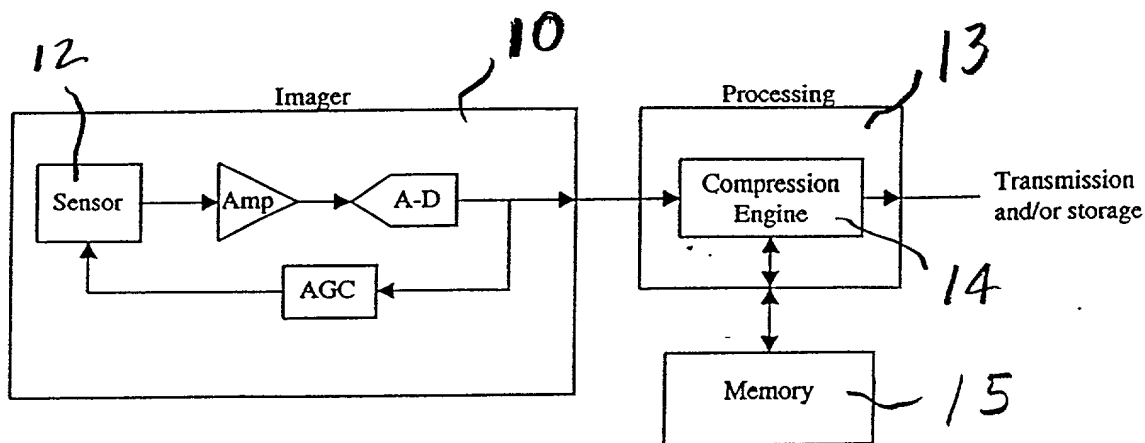 12
10
13
Imager
Processing
Sensor
Amp
A-D
Compression
Engine
Transmission
and/or storage
AGC
14
Memory
15